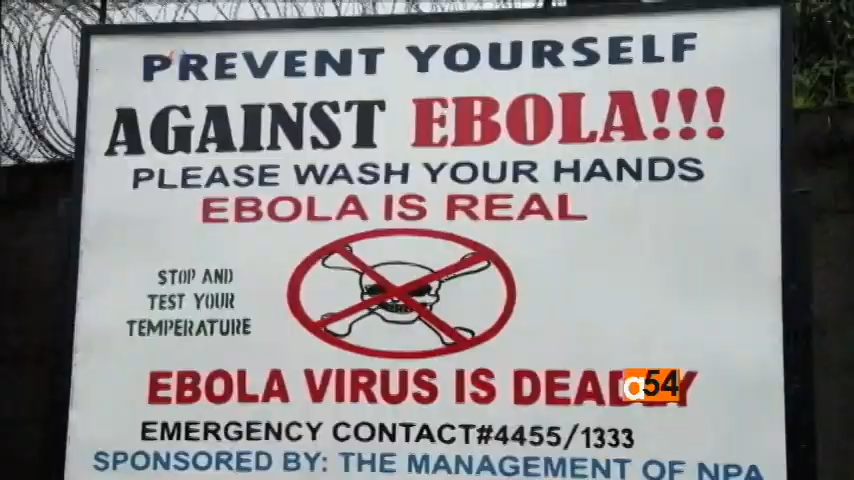 PREVENT YOURSELF
AGAINST EBOLA!!!
PLEASE WASH YOUR HANDS
EBOLA IS REAL
STOP AND
TEST YOUR
TEMPERATURE
EBOLA VIRUS IS DEADLY
a54
EMERGENCY CONTACT#4455/1333
SPONSORED BY: THE MANAGEMENT OF NPA